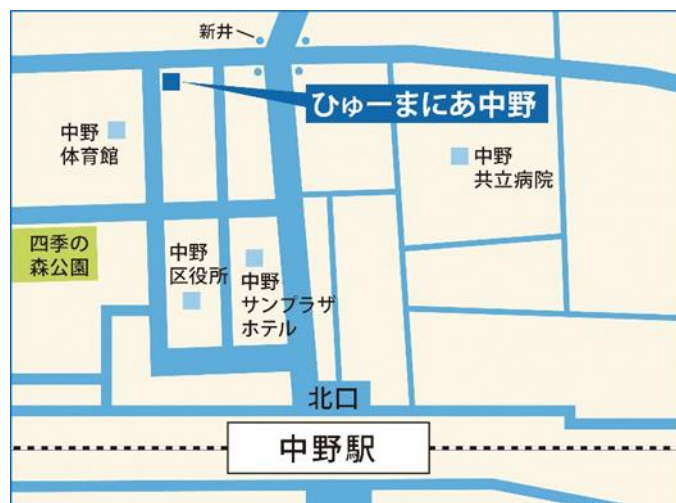 新井
ひゅーまにあ中野
中野
体育館
中野
共立病院
四季の
森公園
中野
区役所
中野
サンプラザ
ホテル
北口
中野駅